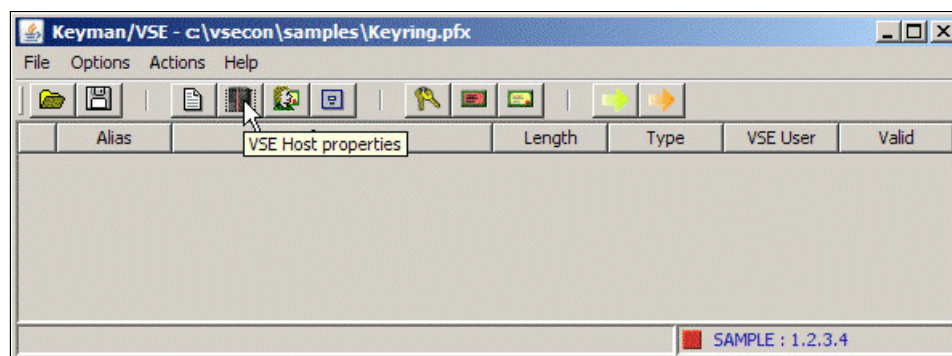 Keyman/VSE - c:\vsecon\samples\Keyring.pfx
File Options Actions Help
Alias Length Type VSE User Valid
VSE Host properties
SAMPLE : 1.2.3.4